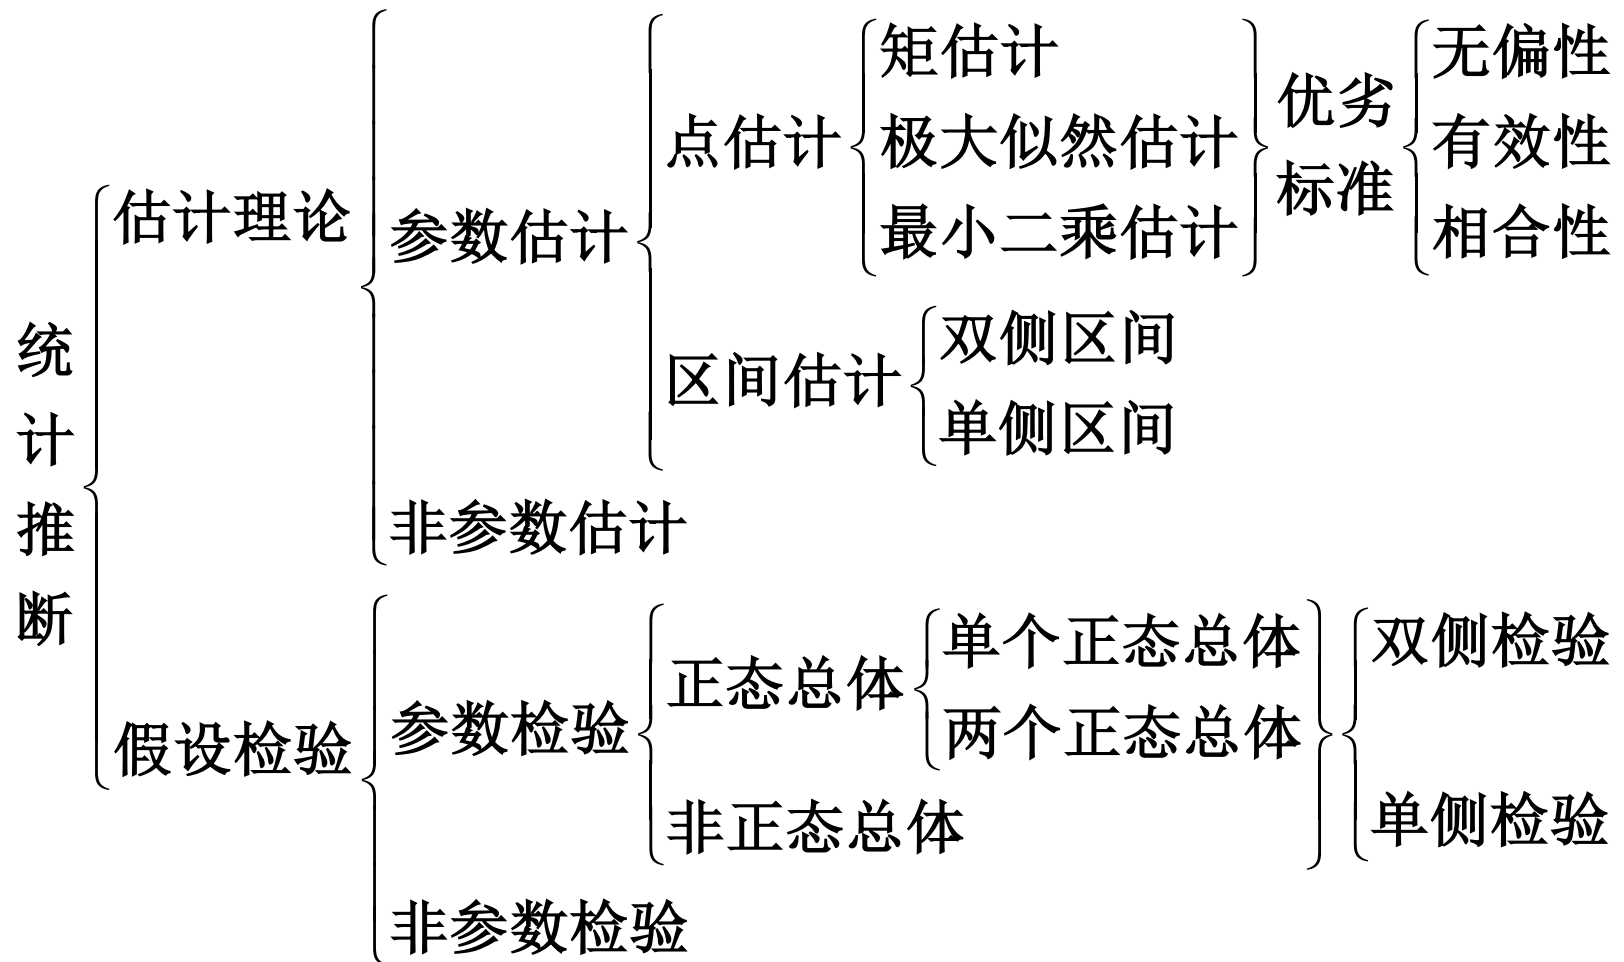 统计推断
估计理论
参数估计
点估计
矩估计
极大似然估计
最小二乘估计
优劣
标准
无偏性
有效性
相合性
区间估计
双侧区间
单侧区间
非参数估计
假设检验
参数检验
正态总体
单个正态总体
两个正态总体
非正态总体
双侧检验
单侧检验
非参数检验